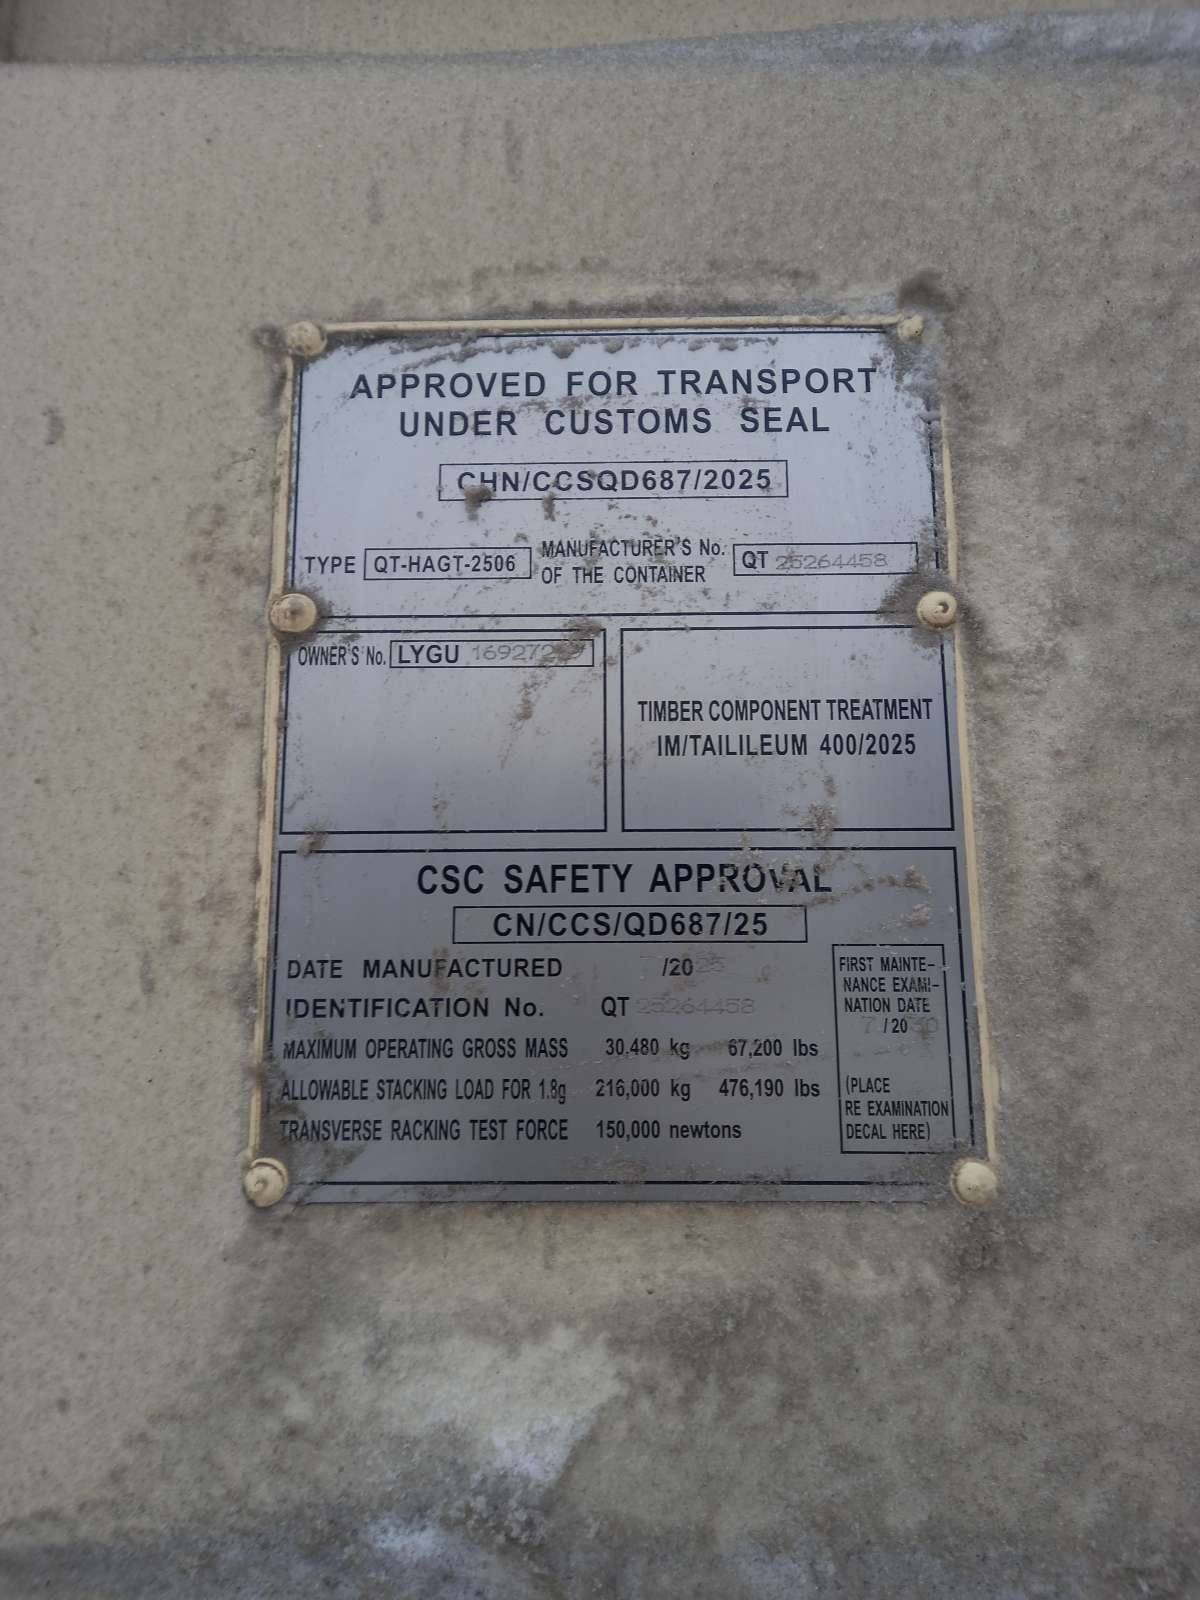 APPROVED FOR TRANSPORT
UNDER CUSTOMS SEAL
CHN/CCSQD687/2025
TYPE QT-HAGT-2506 MANUFACTURER'S No. OF THE CONTAINER QT 25264458
OWNER'S No. LYGU
TIMBER COMPONENT TREATMENT
IM/TAILILEUM 400/2025
CSC SAFETY APPROVAL
CN/CCS/QD687/25
DATE MANUFACTURED /2025
IDENTIFICATION No. QT 25264458
MAXIMUM OPERATING GROSS MASS 30,480 kg 67,200 lbs
ALLOWABLE STACKING LOAD FOR 1.8g 216,000 kg 476,190 lbs
TRANSVERSE RACKING TEST FORCE 150,000 newtons
FIRST MAINTE-
NANCE EXAMI-
NATION DATE
7 /2030
(PLACE
RE EXAMINATION
DECAL HERE)